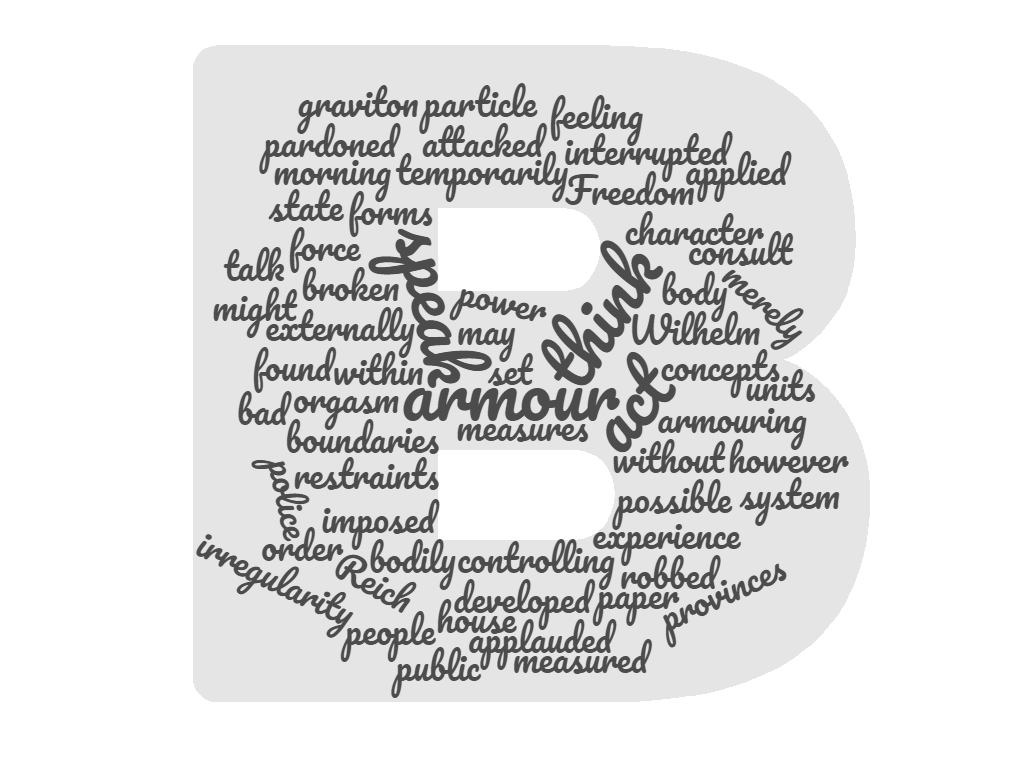 graviton particle feeling
pardoned attacked interrupted
morning temporarily Freedom applied
state forms
speak
character
force
consult
talk
think
broken
body merely
might
power
externally
may
Wilhelm
found within set
concepts
units
bad orgasm armour act
measures
armouring
boundaries
police restraints
without however
possible system
imposed
experience
irregularity order
Reich bodily controlling
robbed
provinces
developed paper
house
people applauded
public measured